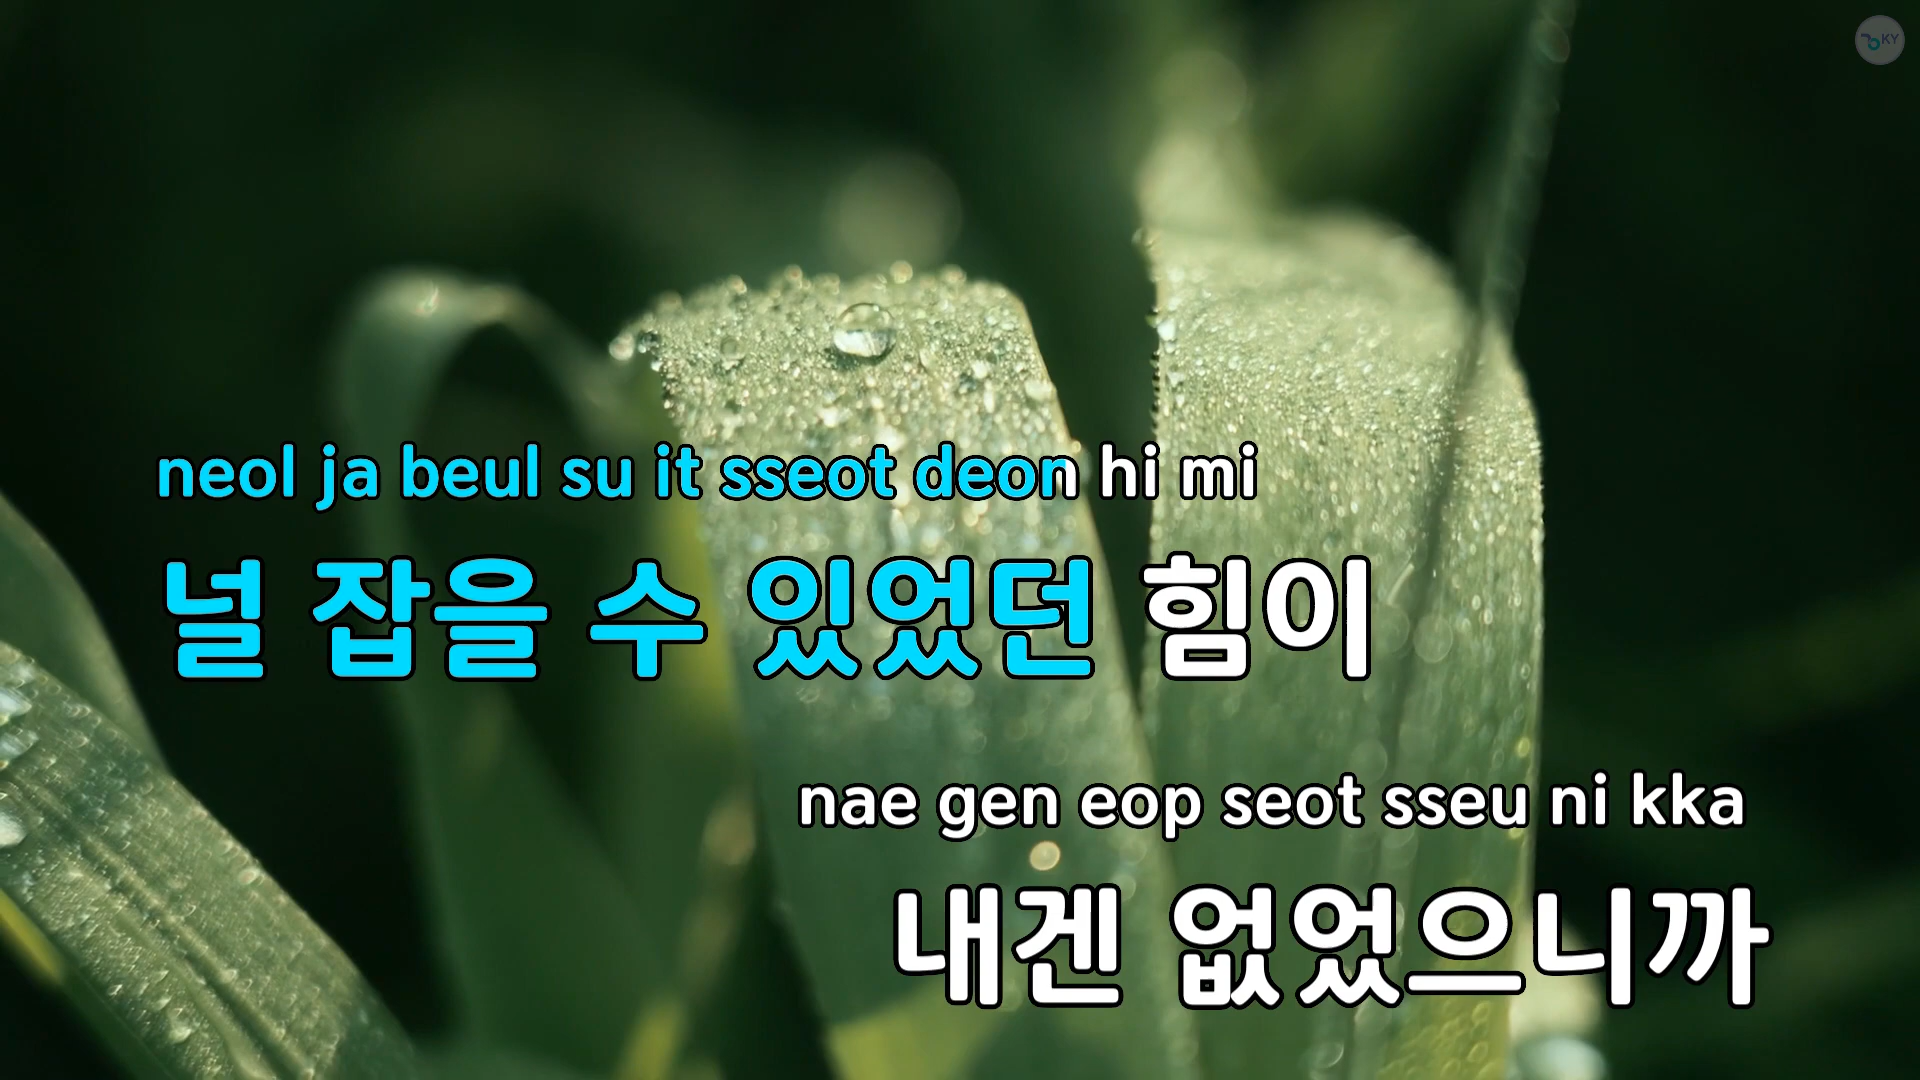 KY
neol ja beul su it sseot deon hi mi
널 잡을 수 있었던 힘이
nae gen eop seot sseu ni kka
내겐 없었으니까